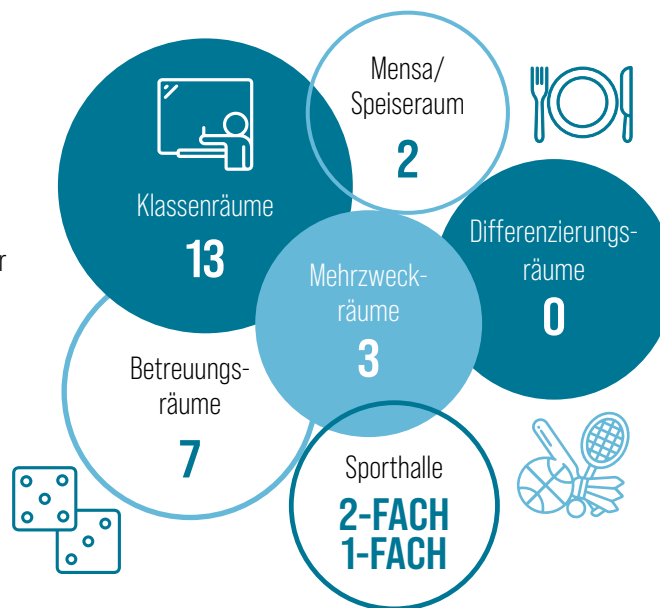 Mensa/
Speiseraum
2
Klassenräume
13
Differenzierungs-
räume
0
r
Mehrzweck-
räume
3
Betreuungs-
räume
7
Sporthalle
2-FACH
1-FACH